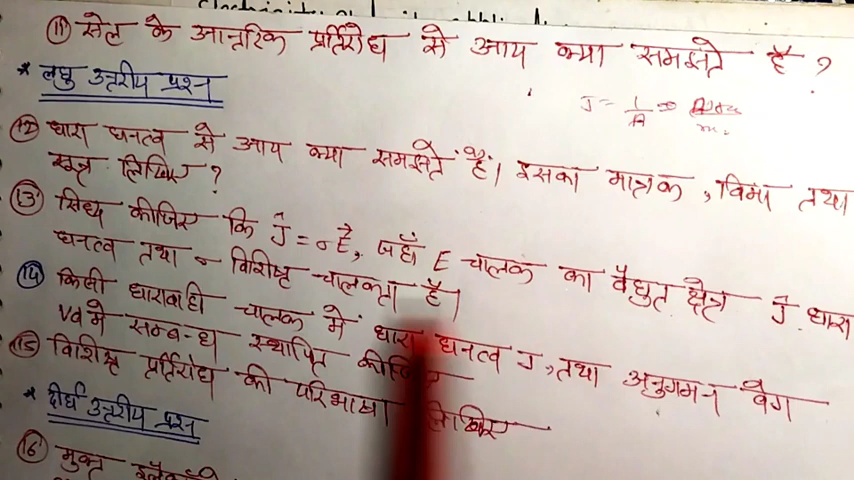 (11) सेल के आन्तरिक प्रतिरोध से आय क्या समझते है ?
* लघु उत्तरीय प्रश्न
J = 1/A ⇒
(12) धारा घनत्व से आय क्या समझते हैं। इसका मात्रक, विमा तथा
सूत्र लिखिए ?
(13) सिध्द कीजिए कि J = σE, जहाँ E चालक का वैद्युत क्षेत्र J धारा
घनत्व तथा σ विशिष्ट चालकता है।
(14) किसी धारावाही चालक में धारा घनत्व J, तथा अनुगमन वेग
Vd में सम्बन्ध स्थापित
(15) विशिष्ट प्रतिरोध की परिभाषा लिखिए
* दीर्घ उत्तरीय प्रश्न
(16) मुक्त